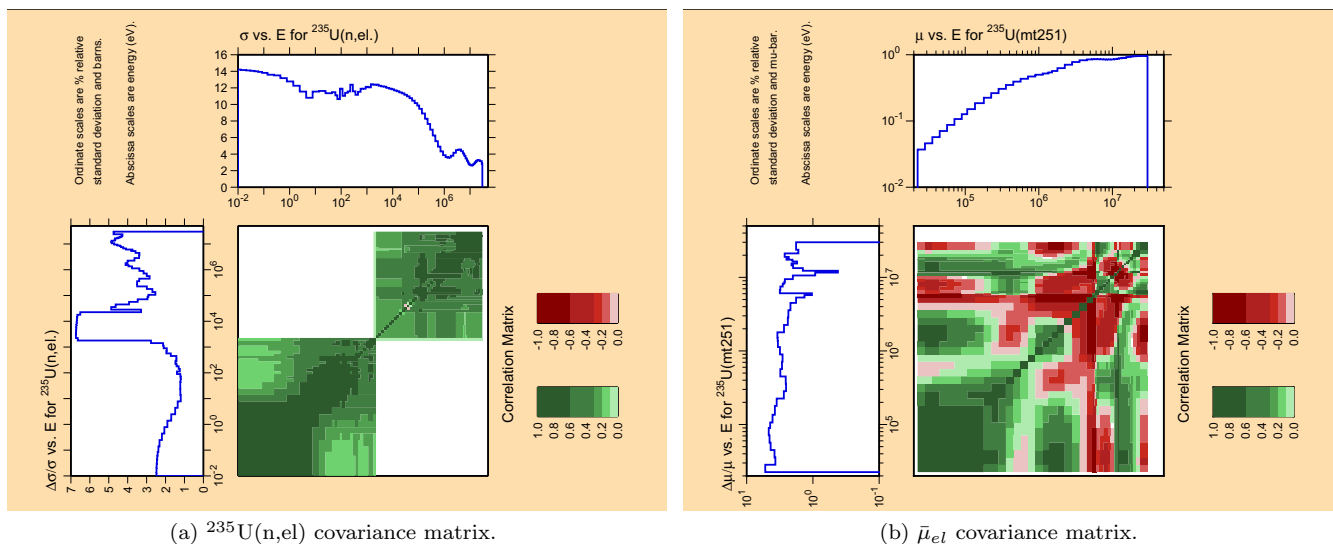 Ordinate scales are % relative
standard deviation and barns.
Abscissa scales are energy (eV).
σ vs. E for ²³⁵U(n,el.)
16
14
12
10
8
6
4
2
0
10⁻² 10⁰ 10² 10⁴ 10⁶
Δσ/σ vs. E for ²³⁵U(n,el.)
7 6 5 4 3 2 1 0
10⁻² 10⁰ 10² 10⁴ 10⁶
Correlation Matrix
-1.0 -0.8 -0.6 -0.4 -0.2 0.0
1.0 0.8 0.6 0.4 0.2 0.0
(a) ²³⁵U(n,el) covariance matrix.
Ordinate scales are % relative
standard deviation and mu-bar.
Abscissa scales are energy (eV).
μ vs. E for ²³⁵U(mt251)
10⁰
10⁻¹
10⁻²
10⁵ 10⁶ 10⁷
Δμ/μ vs. E for ²³⁵U(mt251)
10¹ 10⁰ 10⁻¹
10⁵ 10⁶ 10⁷
Correlation Matrix
-1.0 -0.8 -0.6 -0.4 -0.2 0.0
1.0 0.8 0.6 0.4 0.2 0.0
(b) μ̄ₑₗ covariance matrix.